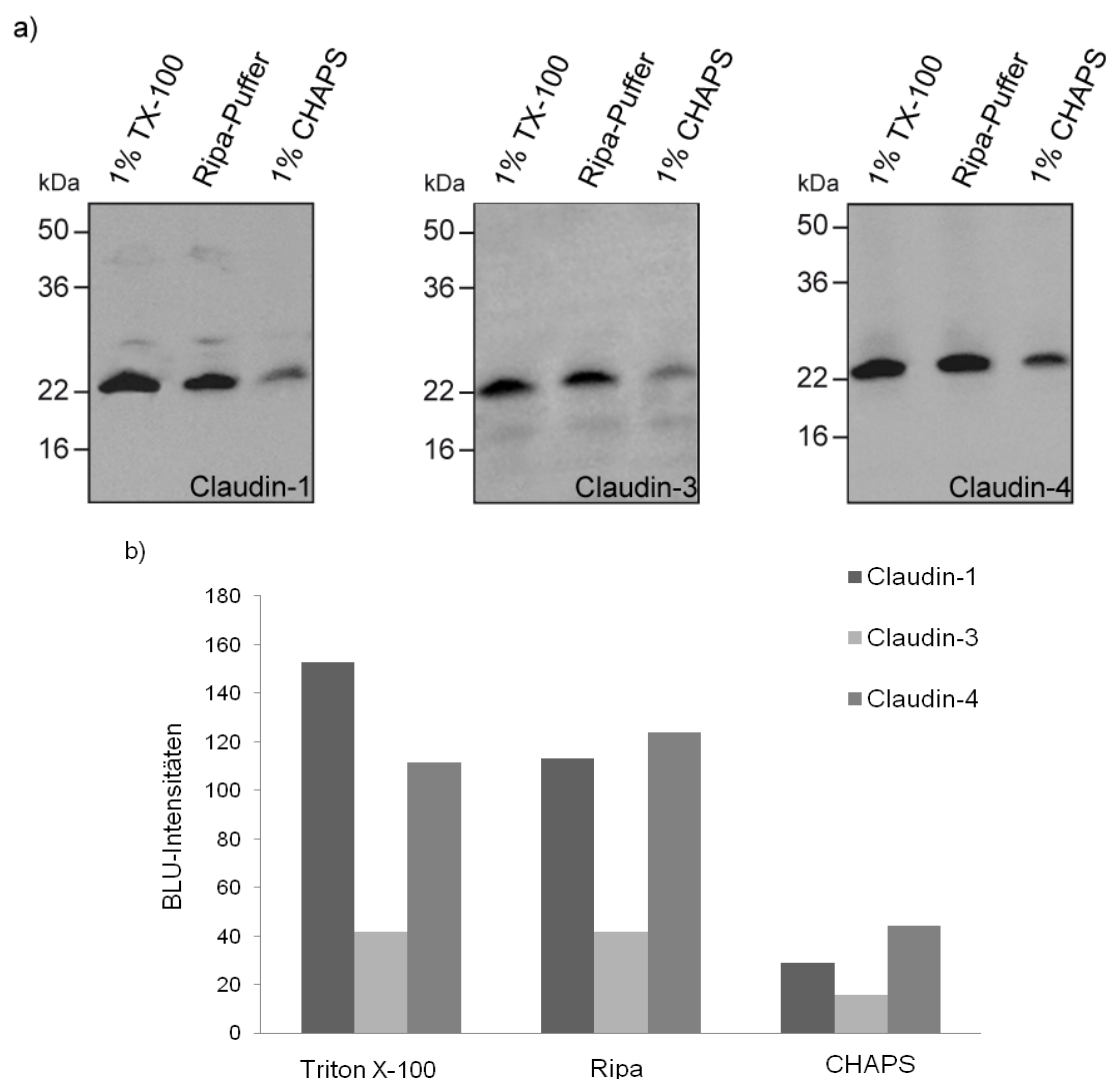 a)
1% TX-100
Ripa-Puffer
1% CHAPS
kDa
50
36
22
16
Claudin-1
1% TX-100
Ripa-Puffer
1% CHAPS
kDa
50
36
22
16
Claudin-3
1% TX-100
Ripa-Puffer
1% CHAPS
kDa
50
36
22
16
Claudin-4
b)
Claudin-1
Claudin-3
Claudin-4
BLU-Intensitäten
180
160
140
120
100
80
60
40
20
0
Triton X-100 Ripa CHAPS